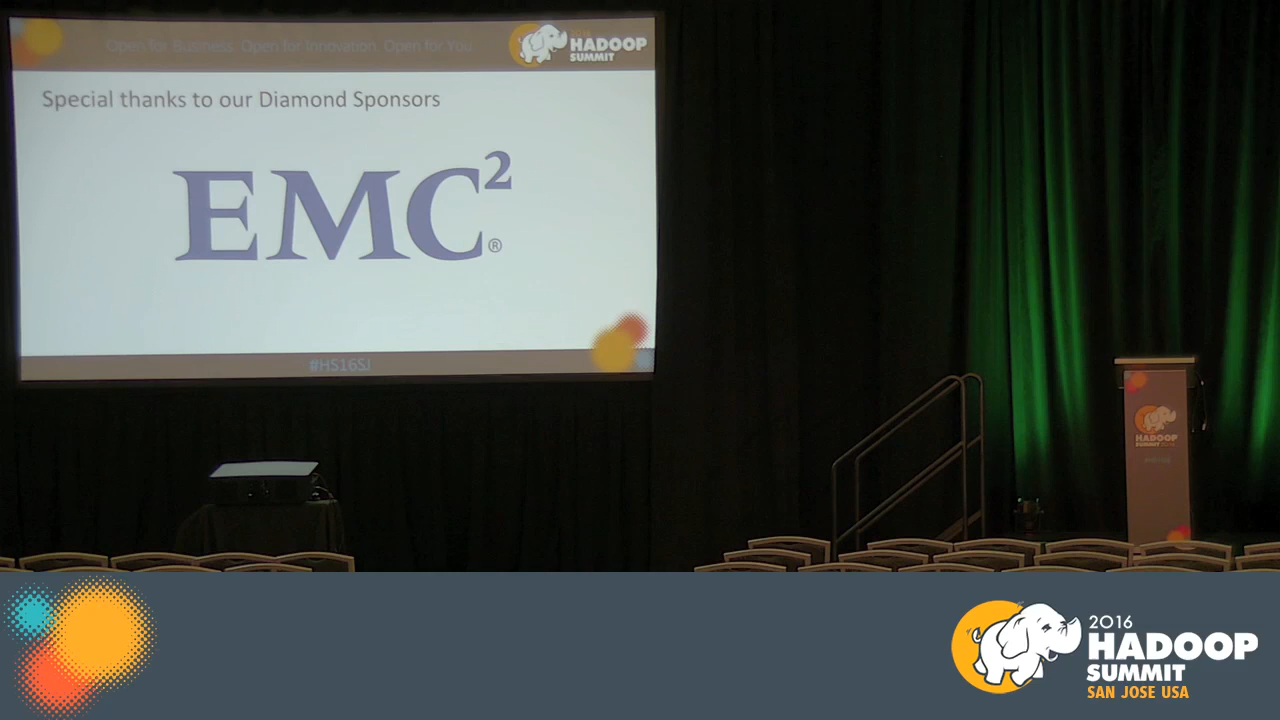 Open for Business. Open for Innovation. Open for You
2016
HADOOP
SUMMIT
Special thanks to our Diamond Sponsors
EMC²
®
#HS16SJ
HADOOP
SUMMIT
2016
HADOOP
SUMMIT
SAN JOSE USA